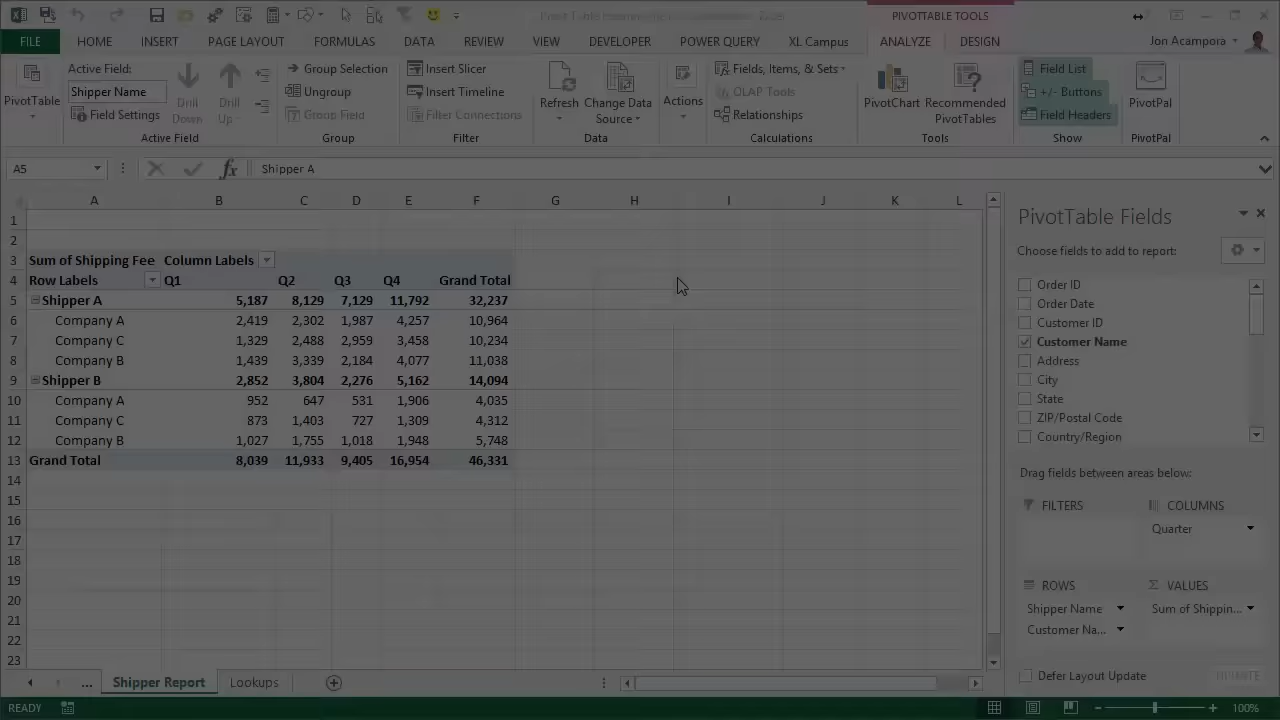 PIVOTTABLE TOOLS
FILE HOME INSERT PAGE LAYOUT FORMULAS DATA REVIEW VIEW DEVELOPER POWER QUERY XL Campus ANALYZE DESIGN Jon Acampora
PivotTable
Active Field:
Shipper Name
Field Settings
Drill Down
Drill Up
Active Field
Group Selection
Ungroup
Group Field
Group
Insert Slicer
Insert Timeline
Filter Connections
Filter
Refresh
Change Data Source
Data
Actions
Fields, Items, & Sets
OLAP Tools
Relationships
Calculations
PivotChart
Recommended PivotTables
Tools
Field List
+/- Buttons
Field Headers
Show
PivotPal
PivotPal
A5 fx Shipper A
A B C D E F G H I J K L
1
2
3 Sum of Shipping Fee Column Labels
4 Row Labels Q1 Q2 Q3 Q4 Grand Total
5 Shipper A 5,187 8,129 7,129 11,792 32,237
6 Company A 2,419 2,302 1,987 4,257 10,964
7 Company C 1,329 2,488 2,959 3,458 10,234
8 Company B 1,439 3,339 2,184 4,077 11,038
9 Shipper B 2,852 3,804 2,276 5,162 14,094
10 Company A 952 647 531 1,906 4,035
11 Company C 873 1,403 727 1,309 4,312
12 Company B 1,027 1,755 1,018 1,948 5,748
13 Grand Total 8,039 11,933 9,405 16,954 46,331
14
15
16
17
18
19
20
21
22
23
PivotTable Fields
Choose fields to add to report:
Order ID
Order Date
Customer ID
Customer Name
Address
City
State
ZIP/Postal Code
Country/Region
Drag fields between areas below:
FILTERS
COLUMNS
Quarter
ROWS
Shipper Name
Customer Na...
VALUES
Sum of Shippin...
Defer Layout Update UPDATE
... Shipper Report Lookups
READY 100%